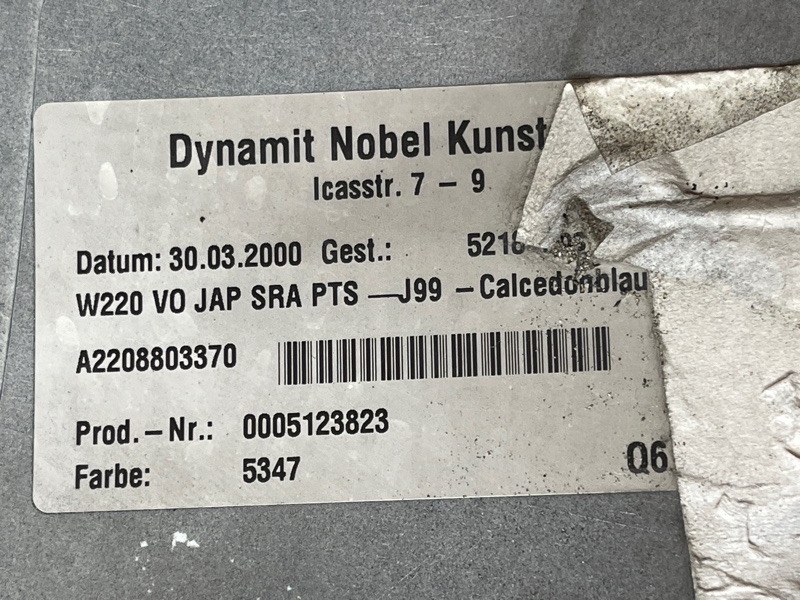 Dynamit Nobel Kunst
Icasstr. 7 - 9
Datum: 30.03.2000 Gest.:
W220 VO JAP SRA PTS —J99 -Calcedonblau
A2208803370
Prod.-Nr.: 0005123823
Farbe: 5347
Q6